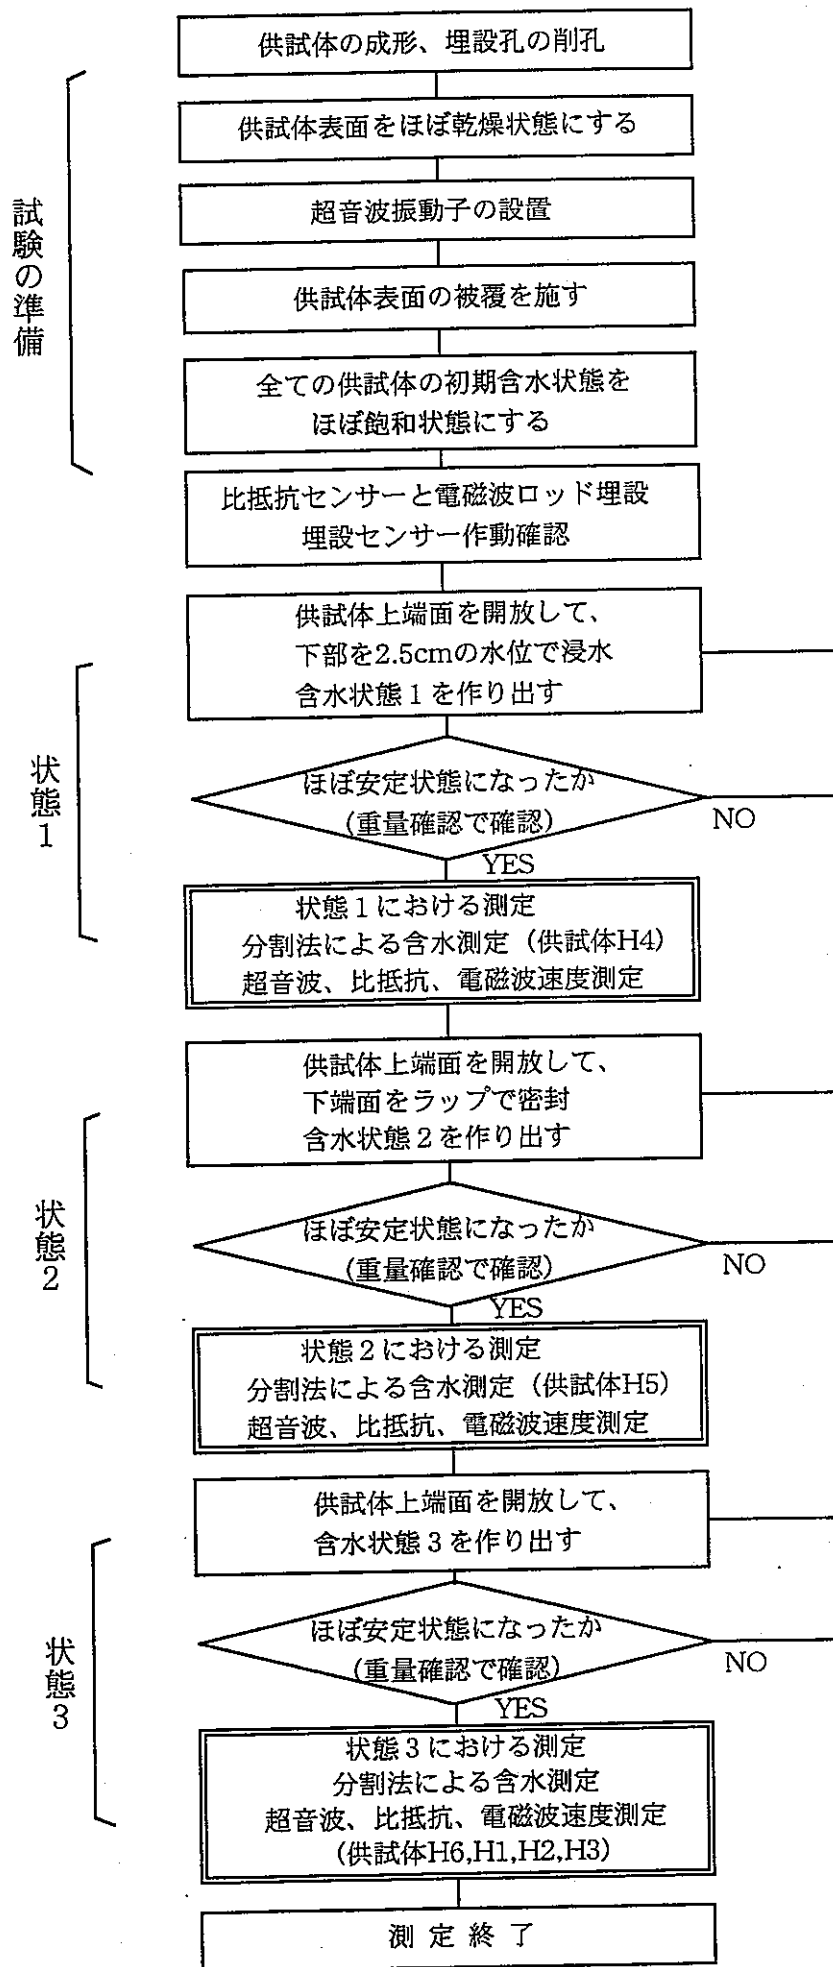 供試体の成形、埋設孔の削孔
供試体表面をほぼ乾燥状態にする
超音波振動子の設置
供試体表面の被覆を施す
全ての供試体の初期含水状態を
ほぼ飽和状態にする
試験の準備
比抵抗センサーと電磁波ロッド埋設
埋設センサー作動確認
供試体上端面を開放して、
下部を2.5cmの水位で浸水
含水状態1を作り出す
ほぼ安定状態になったか
(重量確認で確認)
NO
YES
状態1
状態1における測定
分割法による含水測定(供試体H4)
超音波、比抵抗、電磁波速度測定
供試体上端面を開放して、
下端面をラップで密封
含水状態2を作り出す
ほぼ安定状態になったか
(重量確認で確認)
NO
YES
状態2
状態2における測定
分割法による含水測定(供試体H5)
超音波、比抵抗、電磁波速度測定
供試体上端面を開放して、
含水状態3を作り出す
ほぼ安定状態になったか
(重量確認で確認)
NO
YES
状態3
状態3における測定
分割法による含水測定
超音波、比抵抗、電磁波速度測定
(供試体H6,H1,H2,H3)
測定終了